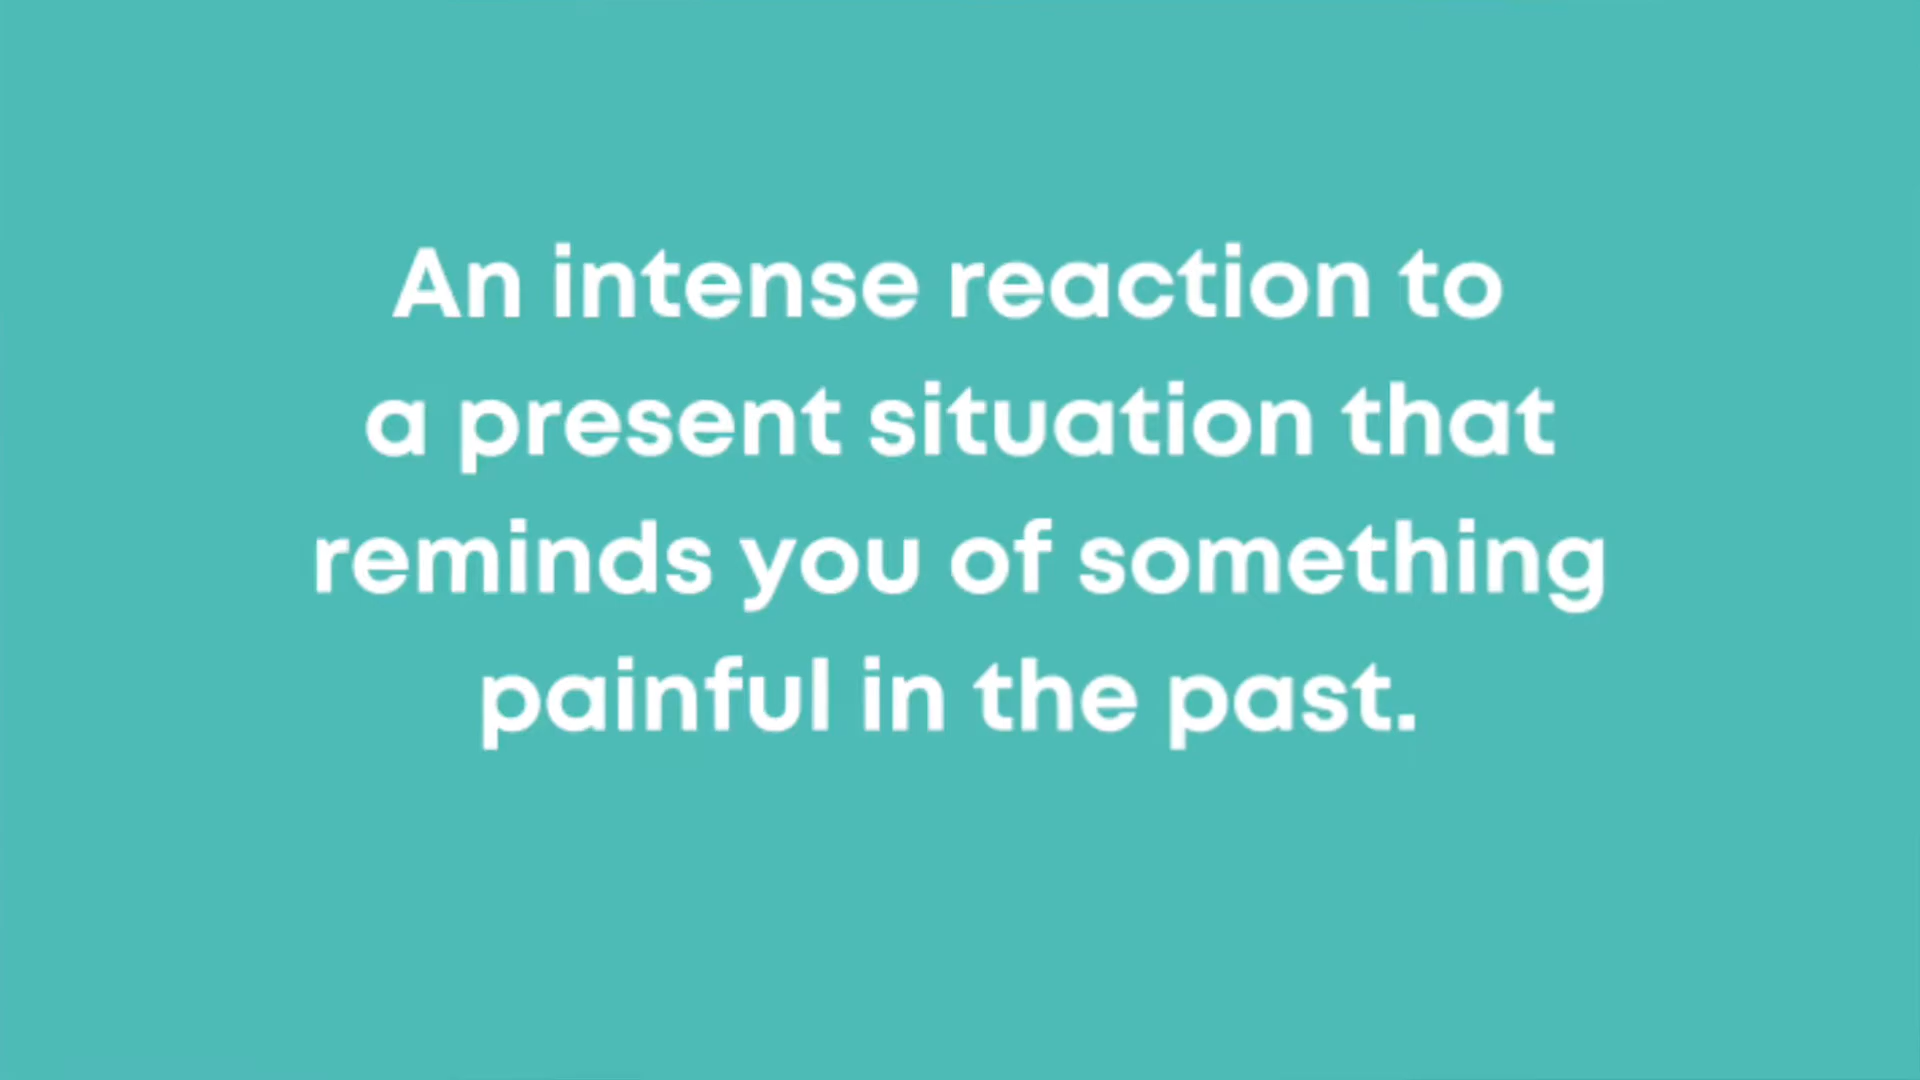 An intense reaction to
a present situation that
reminds you of something
painful in the past.